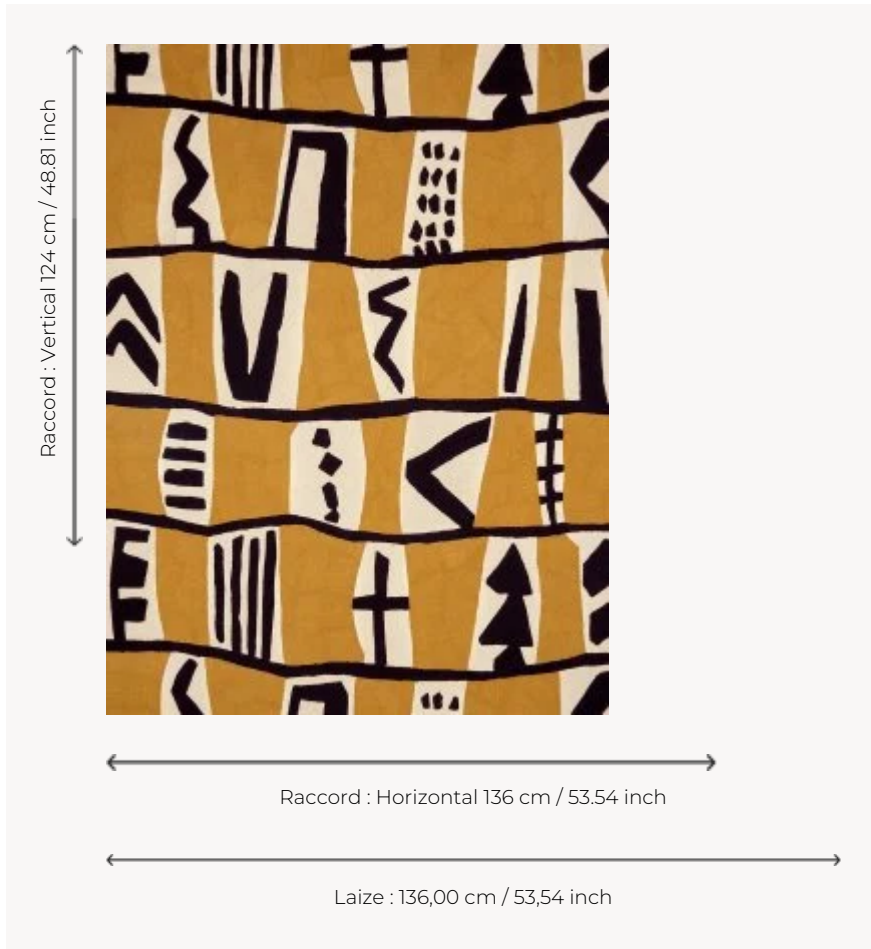 Raccord : Vertical 124 cm / 48.81 inch
Raccord : Horizontal 136 cm / 53.54 inch
Laize : 136,00 cm / 53,54 inch